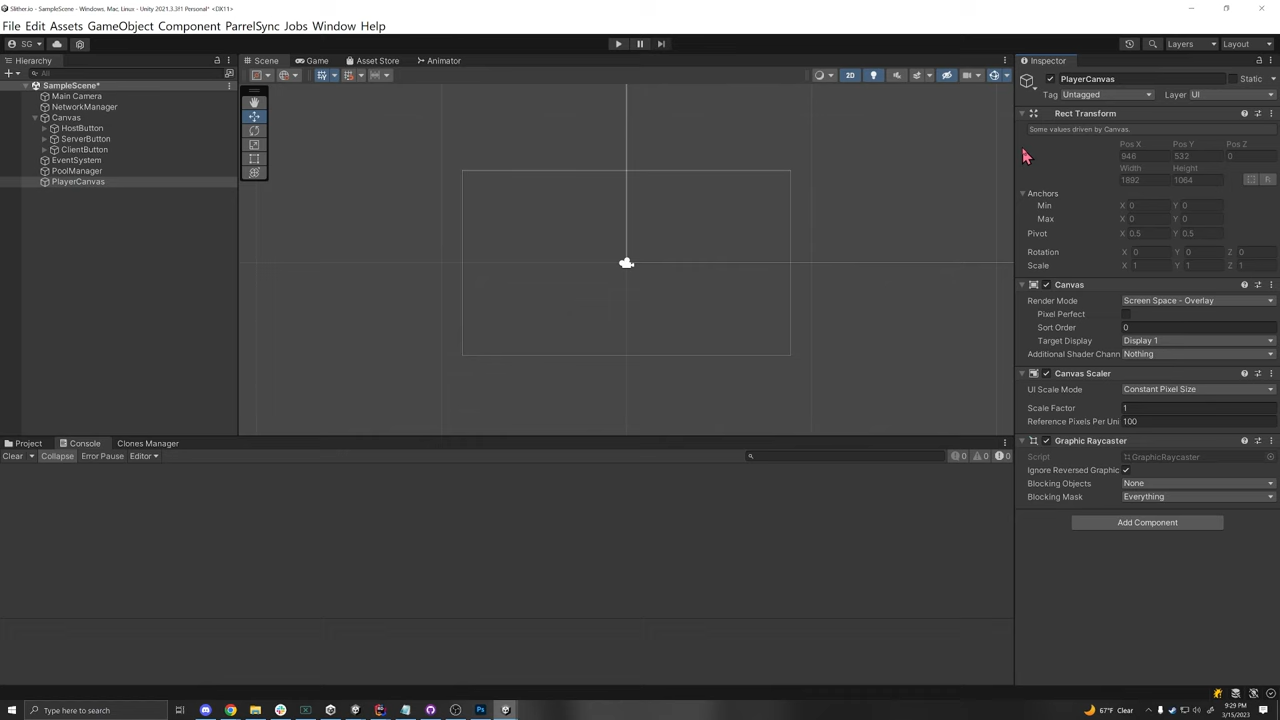 Slither.io - SampleScene - Windows, Mac, Linux - Unity 2021.3.3f1 Personal* <DX11>
File Edit Assets GameObject Component ParrelSync Jobs Window Help
SG Layers Layout
Hierarchy Scene Game Asset Store Animator Inspector
All 2D PlayerCanvas Static
SampleScene* Tag Untagged Layer UI
Main Camera
NetworkManager Rect Transform
Canvas Some values driven by Canvas.
HostButton
ServerButton Pos X Pos Y Pos Z
ClientButton 946 532 0
EventSystem Width Height
PoolManager 1892 1064 R
PlayerCanvas
Anchors
Min X 0 Y 0
Max X 0 Y 0
Pivot X 0.5 Y 0.5
Rotation X 0 Y 0 Z 0
Scale X 1 Y 1 Z 1
Canvas
Render Mode Screen Space - Overlay
Pixel Perfect
Sort Order 0
Target Display Display 1
Additional Shader Chann Nothing
Canvas Scaler
UI Scale Mode Constant Pixel Size
Scale Factor 1
Reference Pixels Per Uni 100
Graphic Raycaster
Script GraphicRaycaster
Ignore Reversed Graphic
Blocking Objects None
Blocking Mask Everything
Add Component
Project Console Clones Manager
Clear Collapse Error Pause Editor 0 0 0
Type here to search 67°F Clear 9:29 PM
3/15/2023